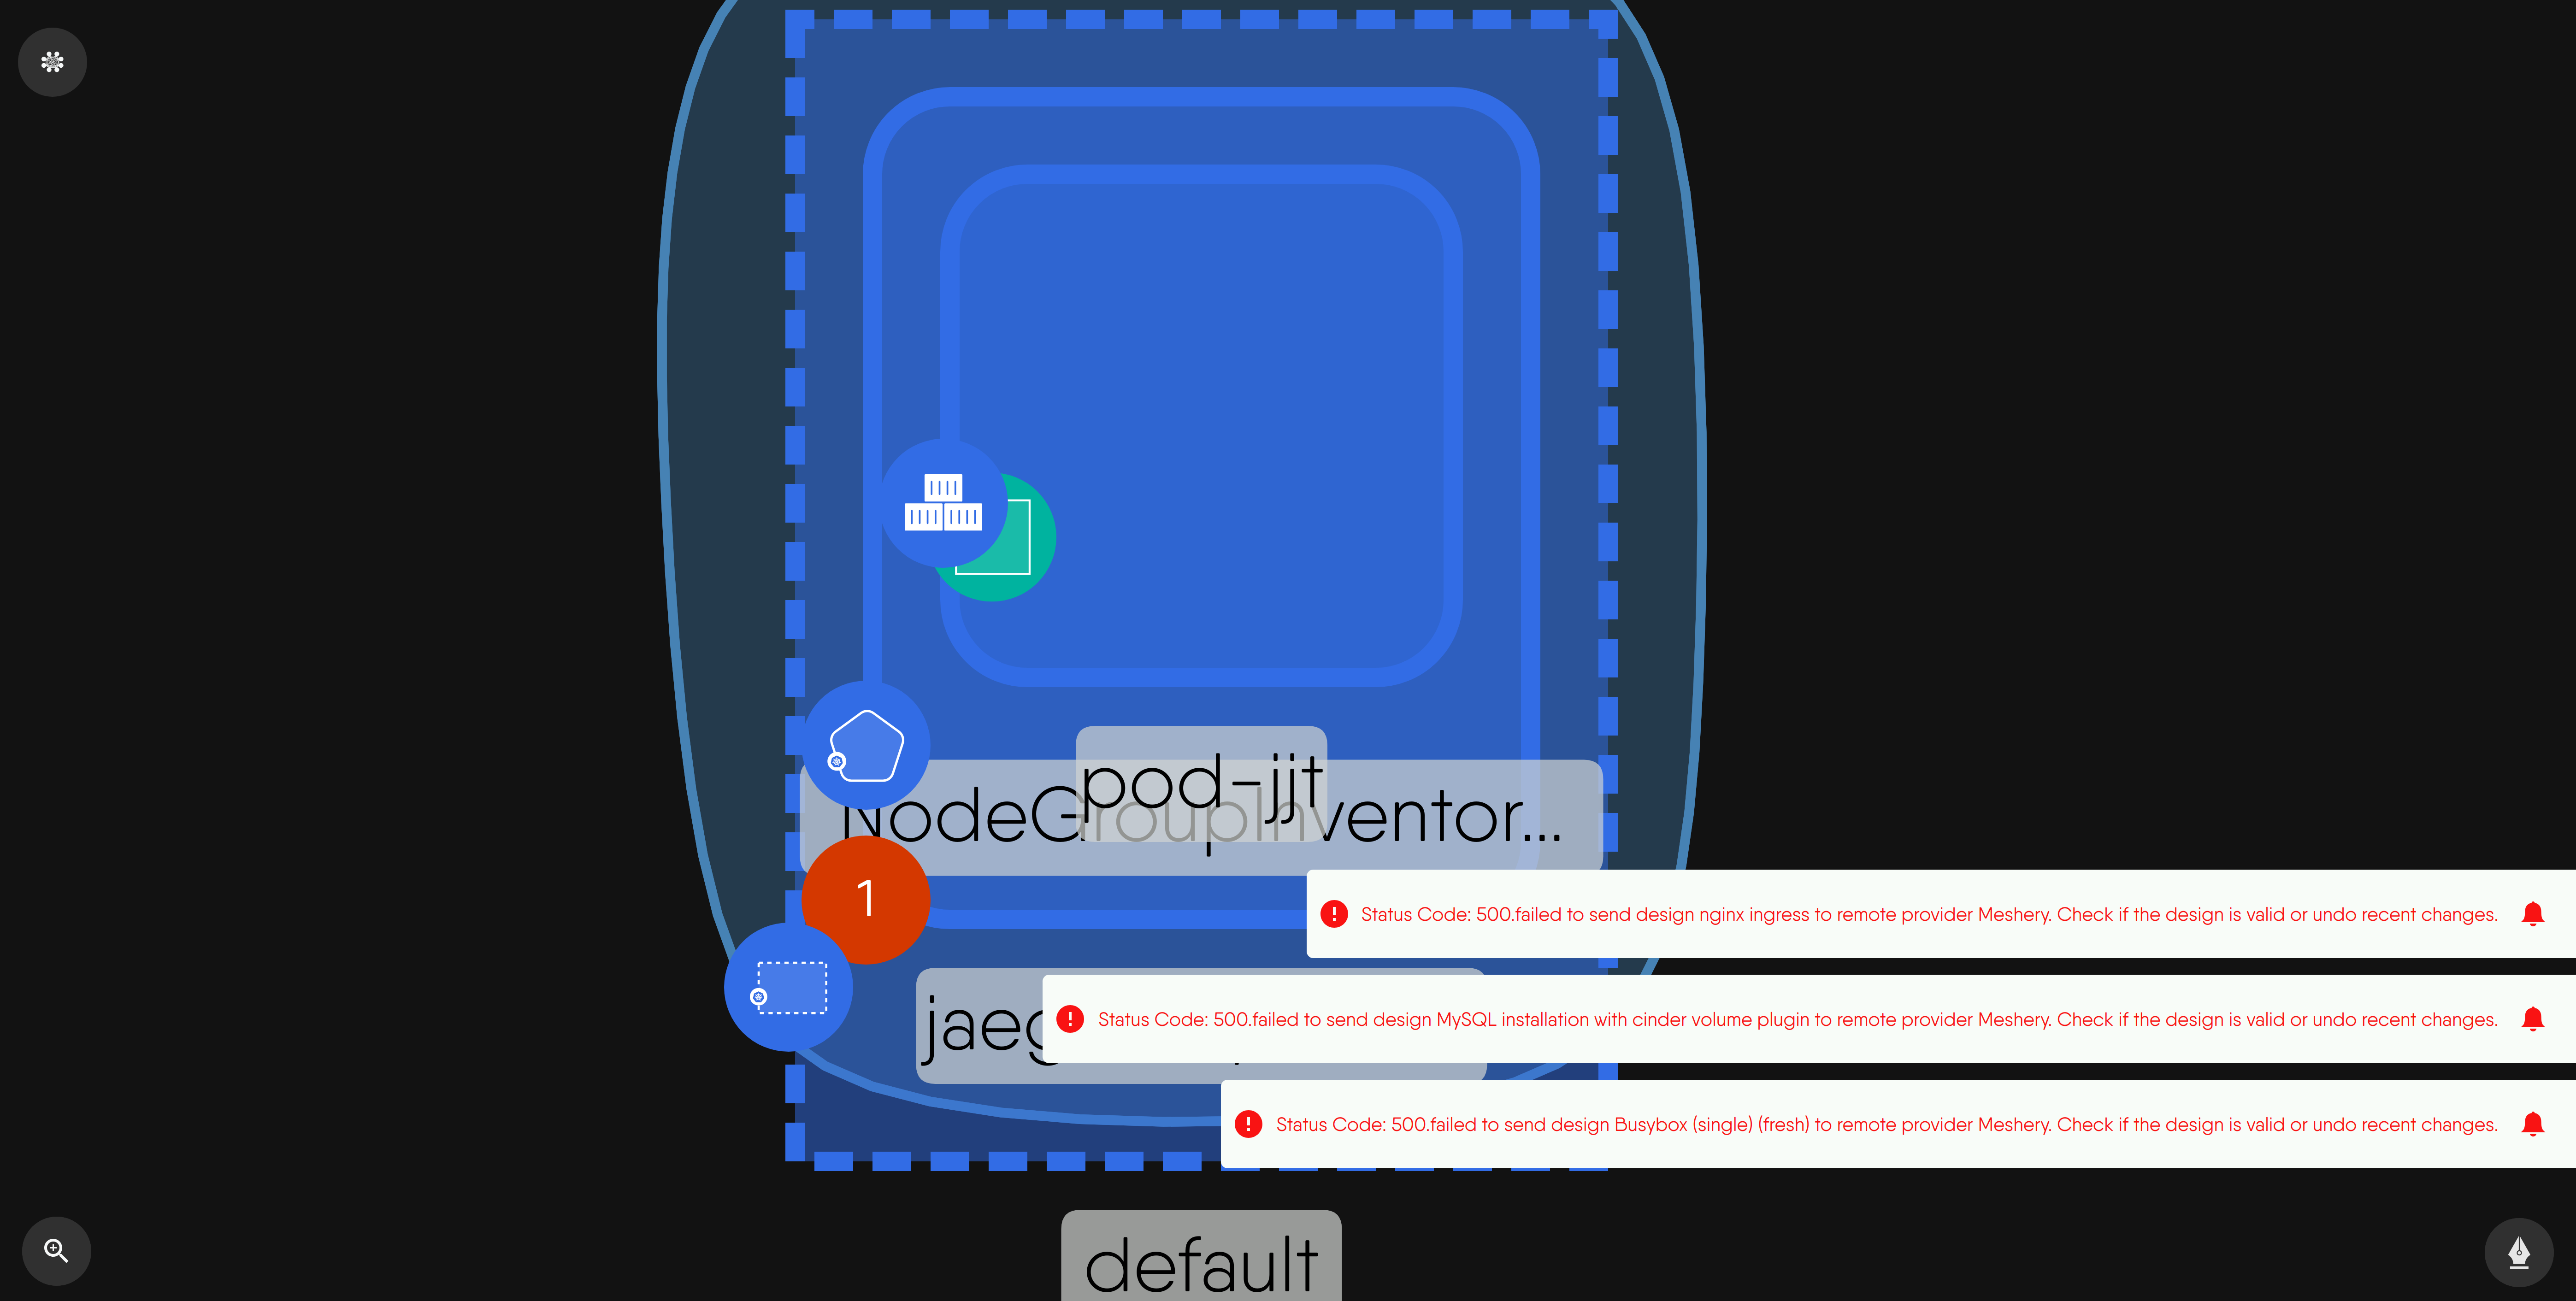 pod-jjt
NodeGroupInventor...
1
Status Code: 500.failed to send design nginx ingress to remote provider Meshery. Check if the design is valid or undo recent changes.
Status Code: 500.failed to send design MySQL installation with cinder volume plugin to remote provider Meshery. Check if the design is valid or undo recent changes.
Status Code: 500.failed to send design Busybox (single) (fresh) to remote provider Meshery. Check if the design is valid or undo recent changes.
default